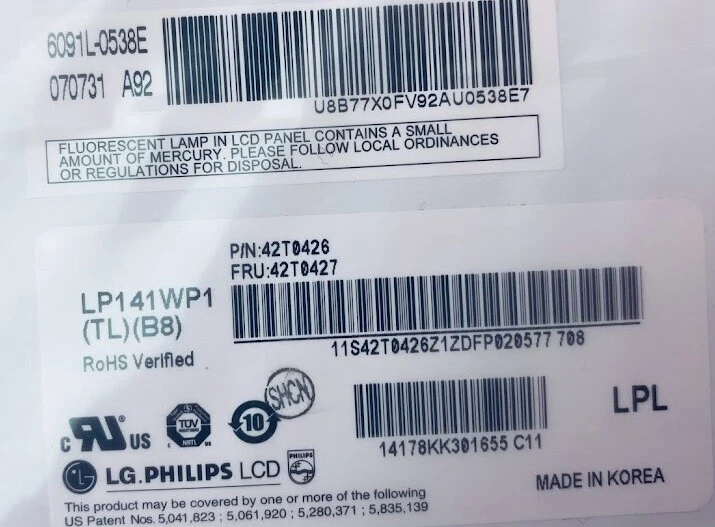 6091L-0538E
070731 A92
U8B77X0FV92AU0538E7
FLUORESCENT LAMP IN LCD PANEL CONTAINS A SMALL
AMOUNT OF MERCURY. PLEASE FOLLOW LOCAL ORDINANCES
OR REGULATIONS FOR DISPOSAL.
P/N:42T0426
FRU:42T0427
LP141WP1
(TL)(B8)
RoHS Verified
11S42T0426Z1ZDFP020577 708
SHCN
c RU ® US
TÜV
NRTL
US
10
LPL
14178KK301655 C11
LG.PHILIPS LCD
PHILIPS
MADE IN KOREA
This product may be covered by one or more of the following
US Patent Nos. 5,041,823 ; 5,061,920 ; 5,280,371 ; 5,835,139